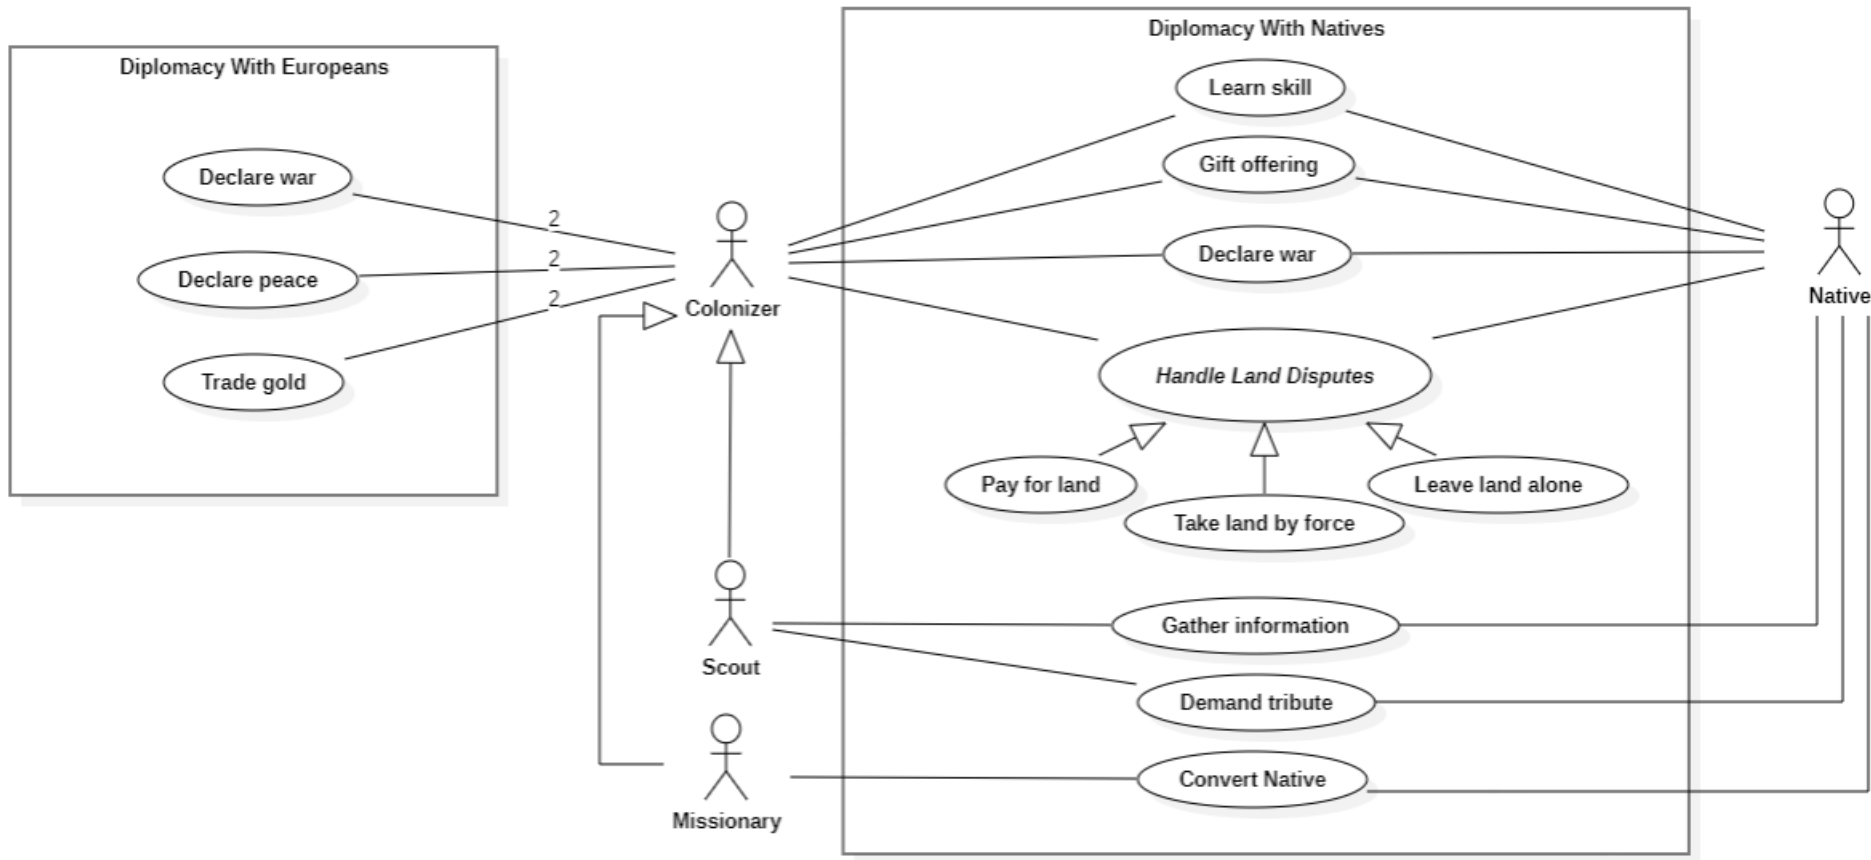 Diplomacy With Europeans
Declare war
Declare peace
Trade gold
2
2
2
Colonizer
Scout
Missionary
Diplomacy With Natives
Learn skill
Gift offering
Declare war
Handle Land Disputes
Pay for land
Take land by force
Leave land alone
Gather information
Demand tribute
Convert Native
Native